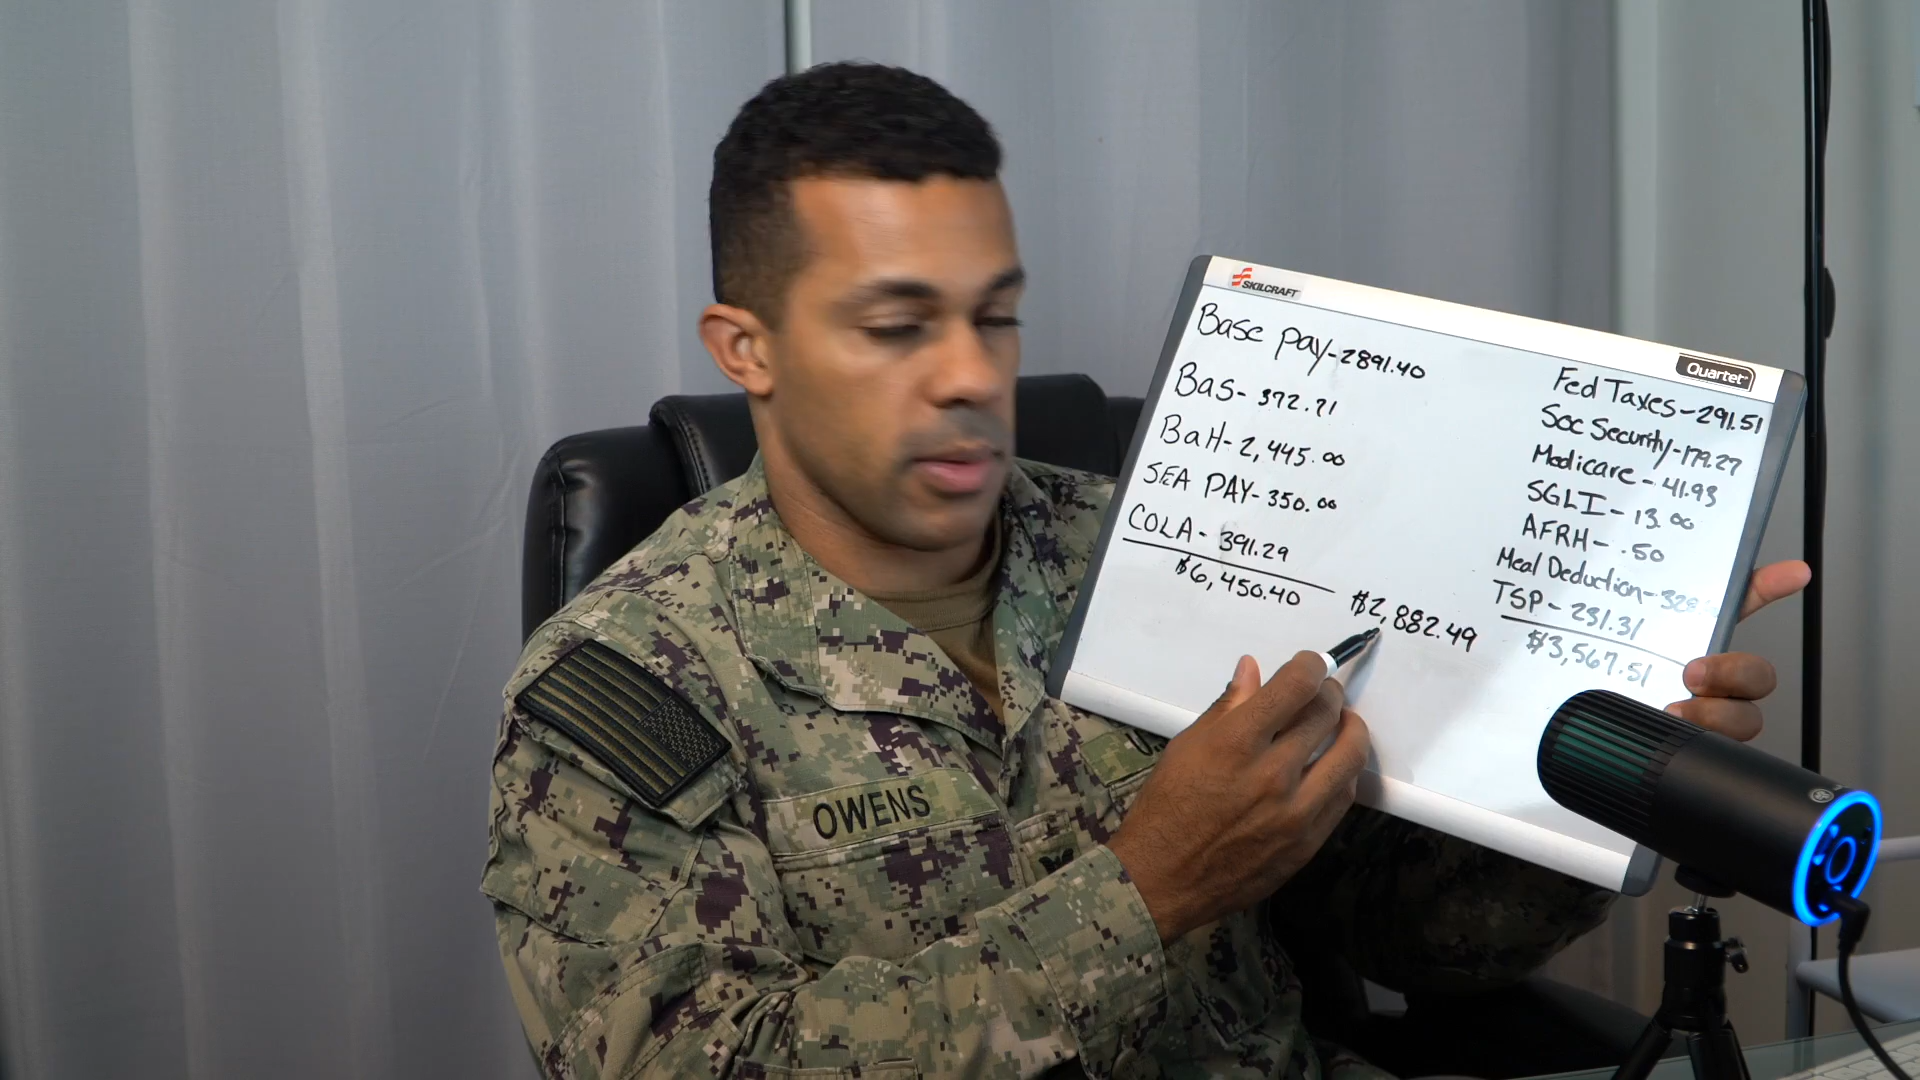 SKILCRAFT
Quartet
Base Pay-2891.40
Bas- 372.71
BaH- 2,445.00
SEA PAY- 350.00
COLA- 391.29
$6,450.40
$2,882.49
Fed Taxes-291.51
Soc Security-179.27
Medicare - 41.93
SGLI- 13.00
AFRH- .50
Meal Deduction-
TSP- 231.31
$3,567.51
OWENS